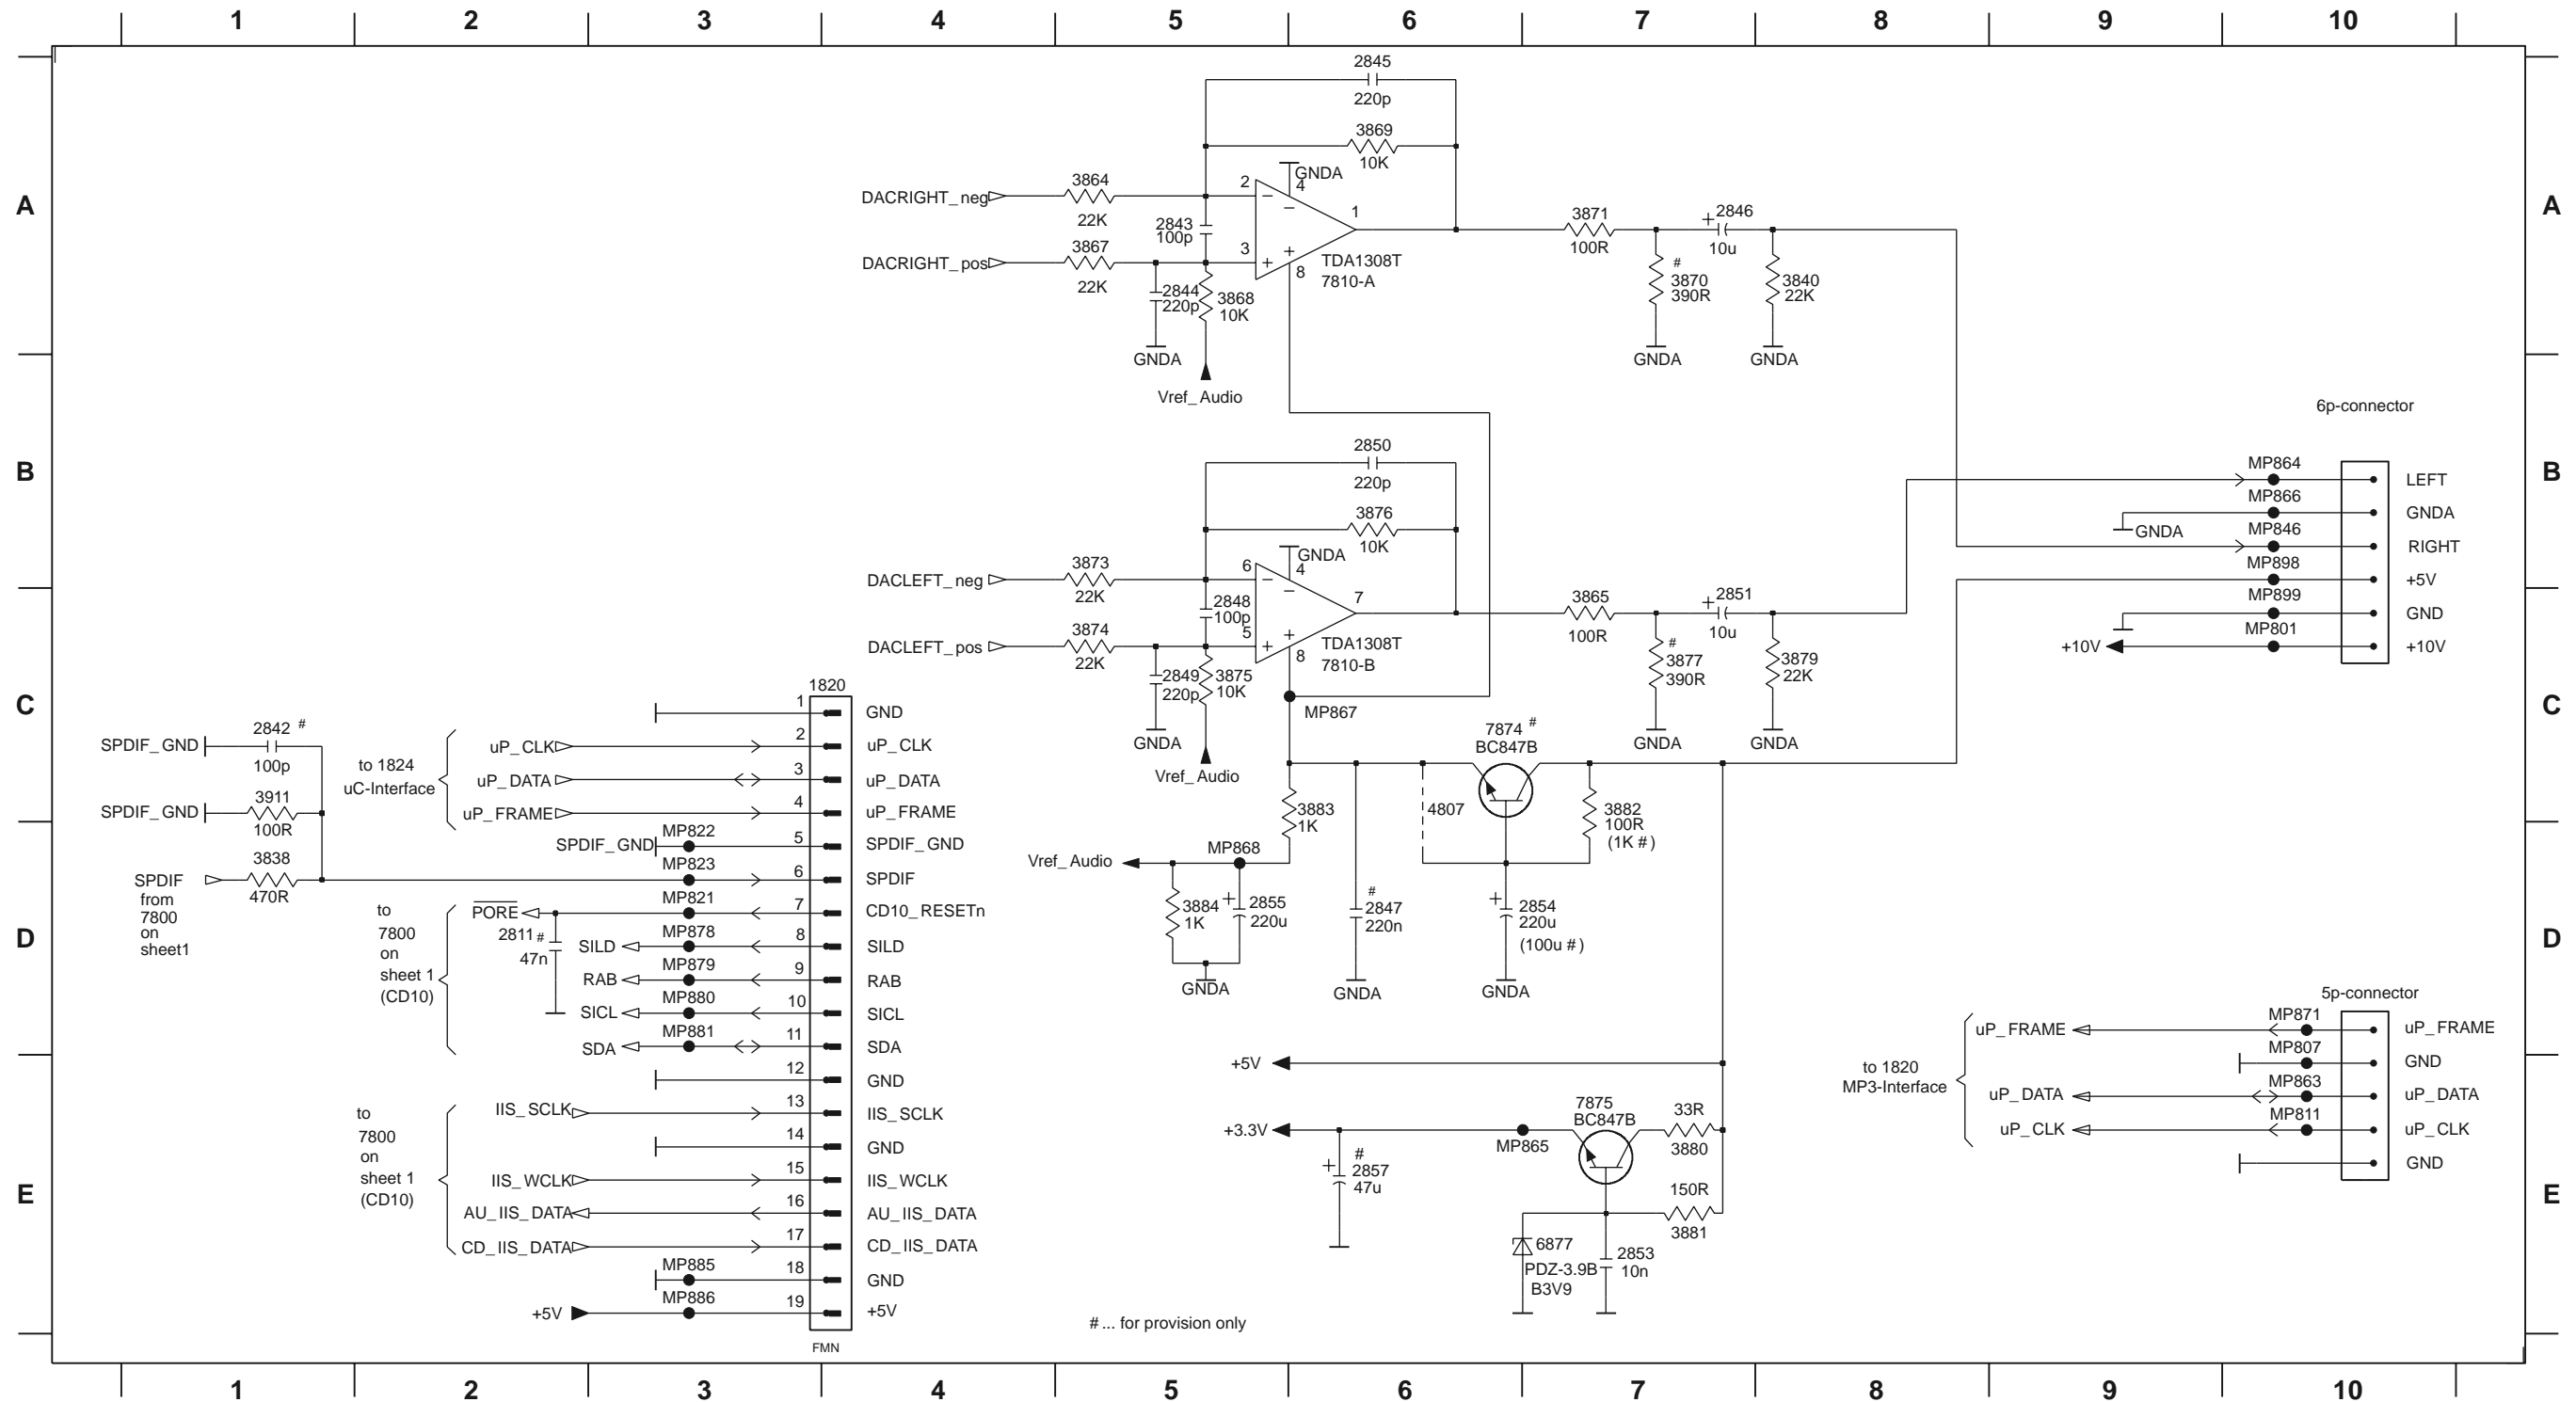 1 2 3 4 5 6 7 8 9 10
A
A
B
B
C
C
D
D
E
E
2845
220p
3869
10K
GNDA
4
DACRIGHT_neg
3864
22K
2
−
−
2843
100p
1
DACRIGHT_pos
3867
22K
3
+
+
8
TDA1308T
7810-A
2844
220p
3868
10K
GNDA
Vref_Audio
3871
100R
+
2846
10u
#
3870
390R
GNDA
3840
22K
GNDA
2850
220p
3876
10K
GNDA
4
DACLEFT_neg
3873
22K
6
−
−
2848
100p
7
DACLEFT_pos
3874
22K
5
+
+
8
TDA1308T
7810-B
2849
220p
3875
10K
GNDA
Vref_Audio
MP867
3865
100R
+
2851
10u
#
3877
390R
GNDA
3879
22K
GNDA
6p-connector
MP864
LEFT
MP866
GNDA
GNDA
MP846
RIGHT
MP898
+5V
MP899
GND
MP801
+10V
+10V
7874 #
BC847B
3883
1K
4807
3882
100R
(1K #)
Vref_Audio
MP868
3884
1K
+
2855
220u
GNDA
#
2847
220n
GNDA
+
2854
220u
(100u #)
GNDA
+5V
+3.3V
MP865
7875
BC847B
33R
3880
150R
3881
+
#
2857
47u
6877
PDZ-3.9B
B3V9
2853
10n
# ... for provision only
SPDIF_GND
2842 #
100p
SPDIF_GND
3911
100R
SPDIF
from
7800
on
sheet1
3838
470R
to 1824
uC-Interface
uP_CLK
uP_DATA
uP_FRAME
SPDIF_GND
MP822
MP823
to
7800
on
sheet 1
(CD10)
PORE
MP821
2811 #
47n
SILD
MP878
RAB
MP879
SICL
MP880
SDA
MP881
to
7800
on
sheet 1
(CD10)
IIS_SCLK
IIS_WCLK
AU_IIS_DATA
CD_IIS_DATA
MP885
+5V
MP886
1820
1 GND
2 uP_CLK
3 uP_DATA
4 uP_FRAME
5 SPDIF_GND
6 SPDIF
7 CD10_RESETn
8 SILD
9 RAB
10 SICL
11 SDA
12 GND
13 IIS_SCLK
14 GND
15 IIS_WCLK
16 AU_IIS_DATA
17 CD_IIS_DATA
18 GND
19 +5V
FMN
5p-connector
to 1820
MP3-Interface
uP_FRAME
MP871
uP_FRAME
MP807
GND
uP_DATA
MP863
uP_DATA
uP_CLK
MP811
uP_CLK
GND
1 2 3 4 5 6 7 8 9 10